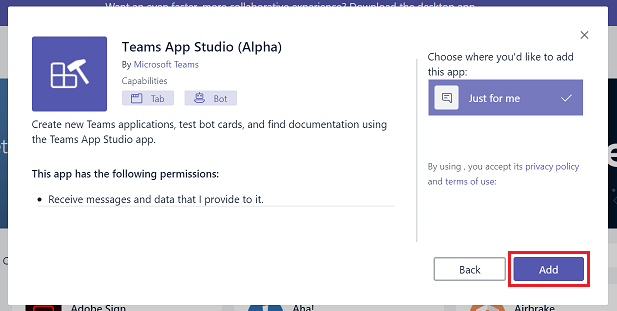 Want an even faster, more collaborative experience? Download the desktop app
Teams App Studio (Alpha)
By Microsoft Teams
Capabilities
Tab
Bot
Create new Teams applications, test bot cards, and find documentation using
the Teams App Studio app.
This app has the following permissions:
• Receive messages and data that I provide to it.
Choose where you'd like to add
this app:
Just for me
By using , you accept its privacy policy
and terms of use:
Back
Add
Adobe Sign
Aha!
Airbrake